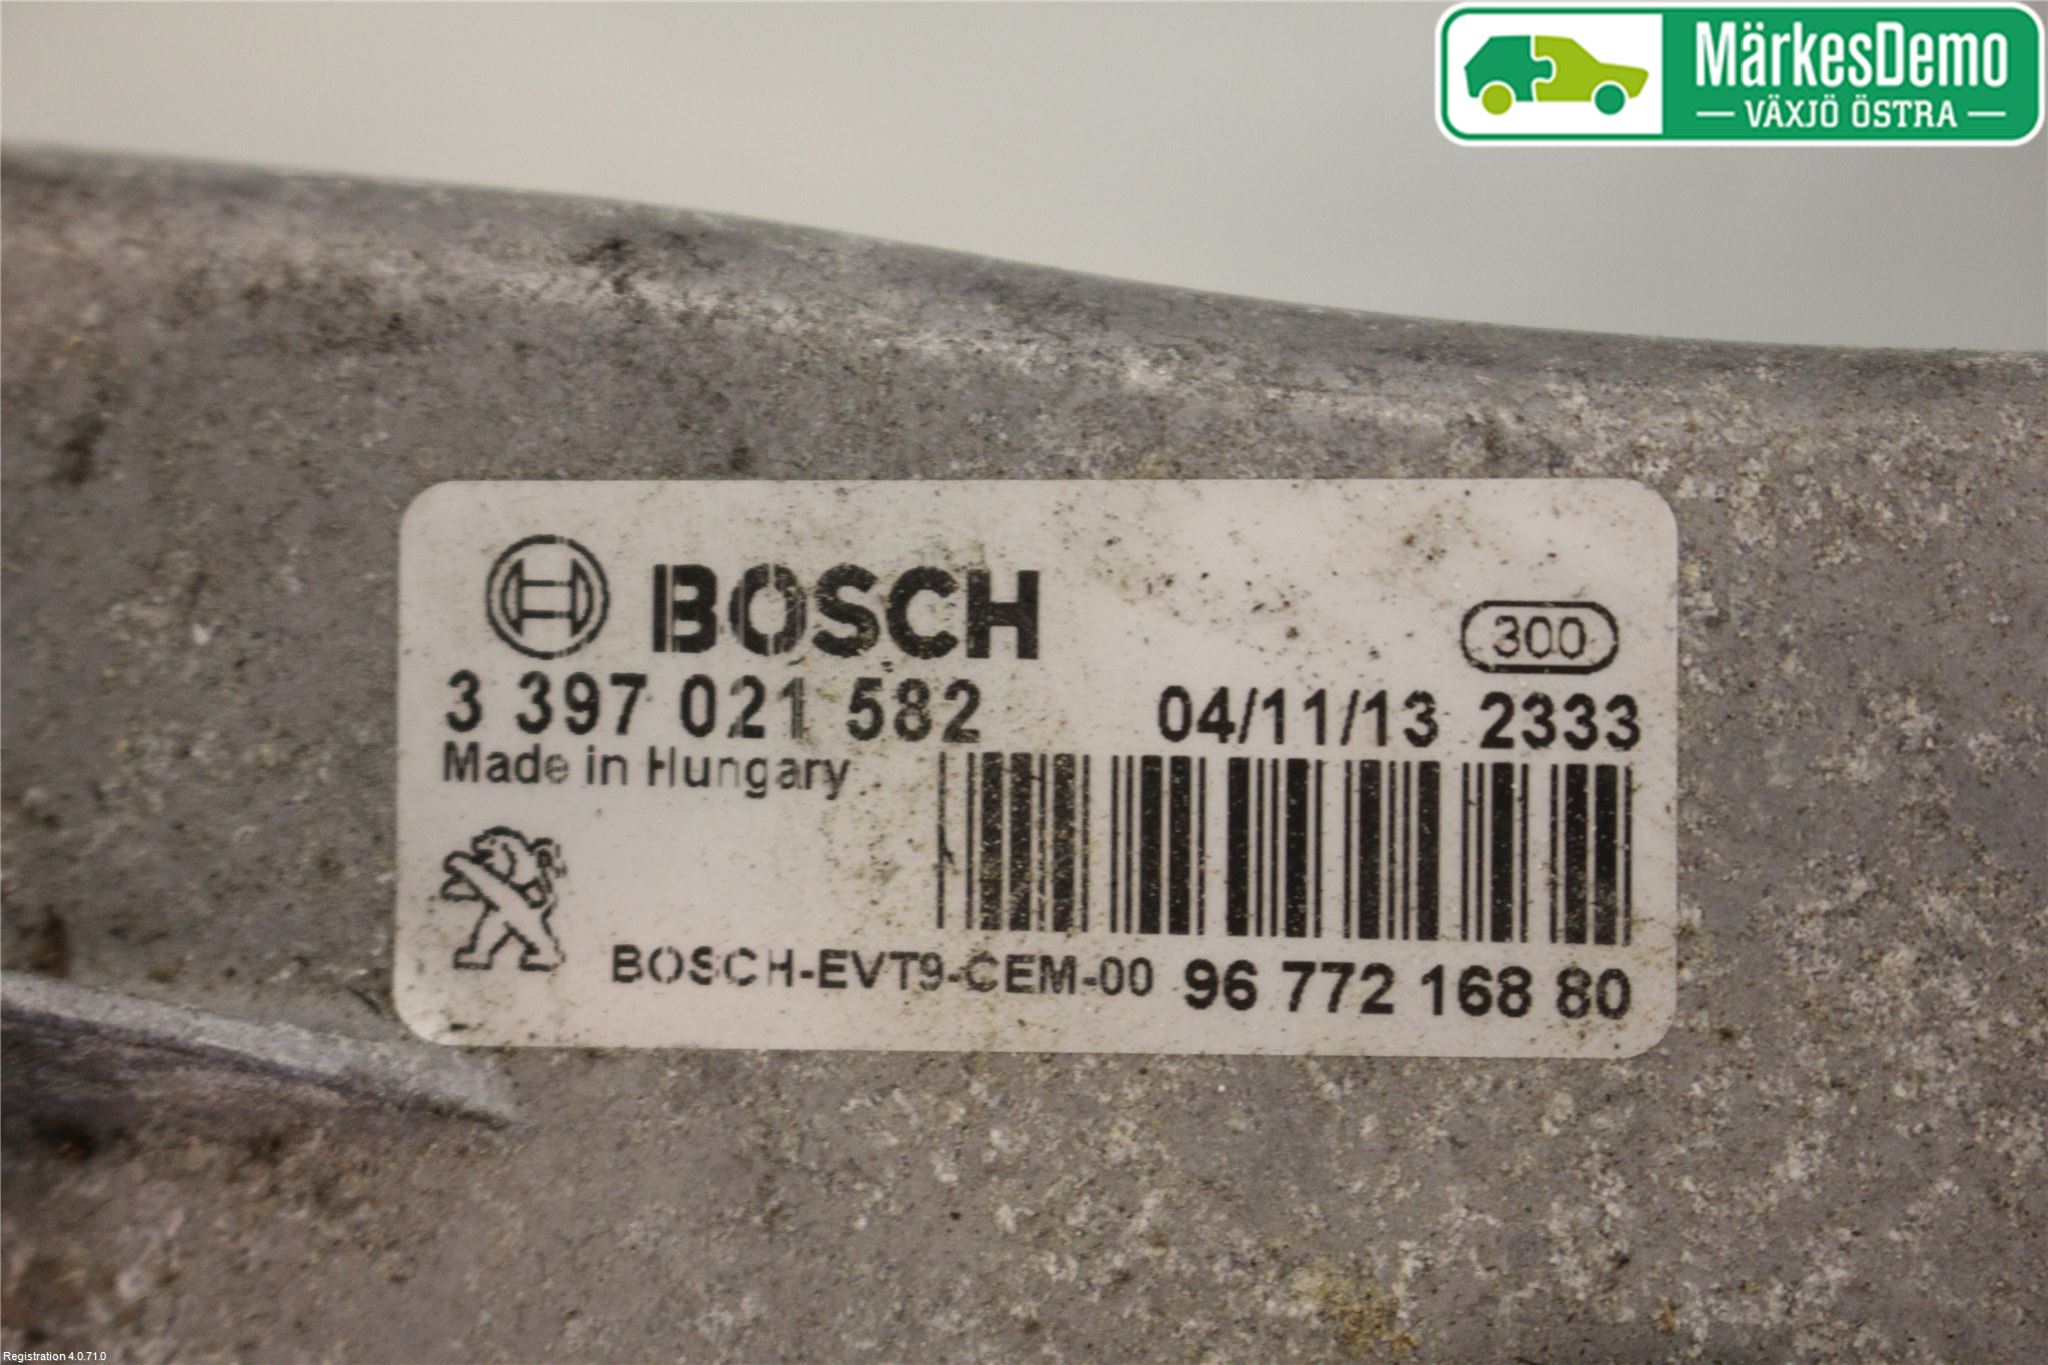 MärkesDemo
VÄXJÖ ÖSTRA
BOSCH
300
3 397 021 582 04/11/13 2333
Made in Hungary
BOSCH-EVT9-CEM-00 96 772 168 80
Registration 4.0.71.0